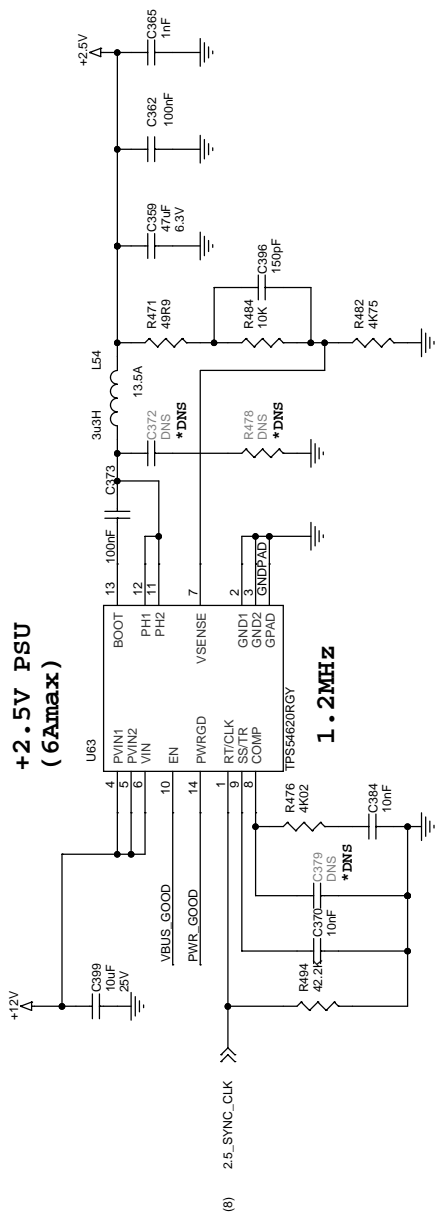 +2.5V PSU
(6Amax)
+12V
C399
10uF
25V
U63
4
PVIN1
5
PVIN2
6
VIN
10
EN
VBUS_GOOD
14
PWRGD
PWR_GOOD
1
RT/CLK
9
SS/TR
8
COMP
BOOT
13
PH1
12
PH2
11
VSENSE
7
GND1
2
GND2
3
GPAD
GNDPAD
TPS54620RGY
1.2MHz
C373
100nF
3u3H
L54
13.5A
C372
DNS
*DNS
R478
DNS
*DNS
R471
49R9
R484
10K
C396
150pF
R482
4K75
C359
47uF
6.3V
C362
100nF
C365
1nF
+2.5V
R476
4K02
C384
10nF
C379
DNS
*DNS
C370
10nF
R494
42.2K
(8)
2.5_SYNC_CLK